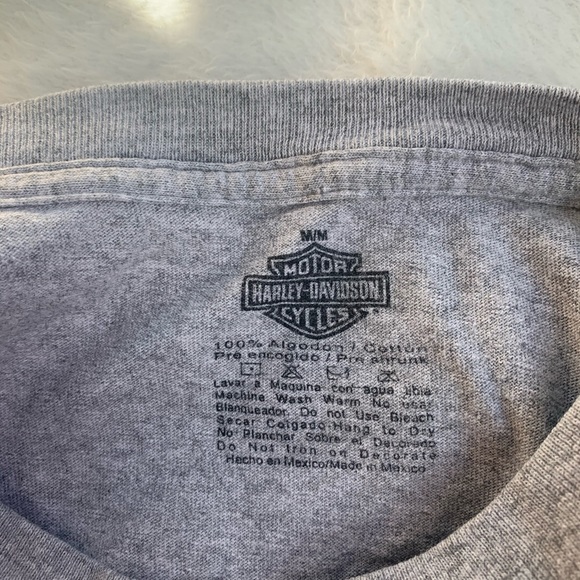 M/M
MOTOR
HARLEY-DAVIDSON
CYCLES
100% Algodon / Cotton
Pre encogido / Pre shrunk
Lavar a Maquina con agua tibia
Machine Wash Warm No usar
Blanqueador. Do not Use Bleach
Secar Colgado-Hang to Dry
No Planchar Sobre el Decorado
Do Not Iron on Decorate
Hecho en Mexico/Made in Mexico